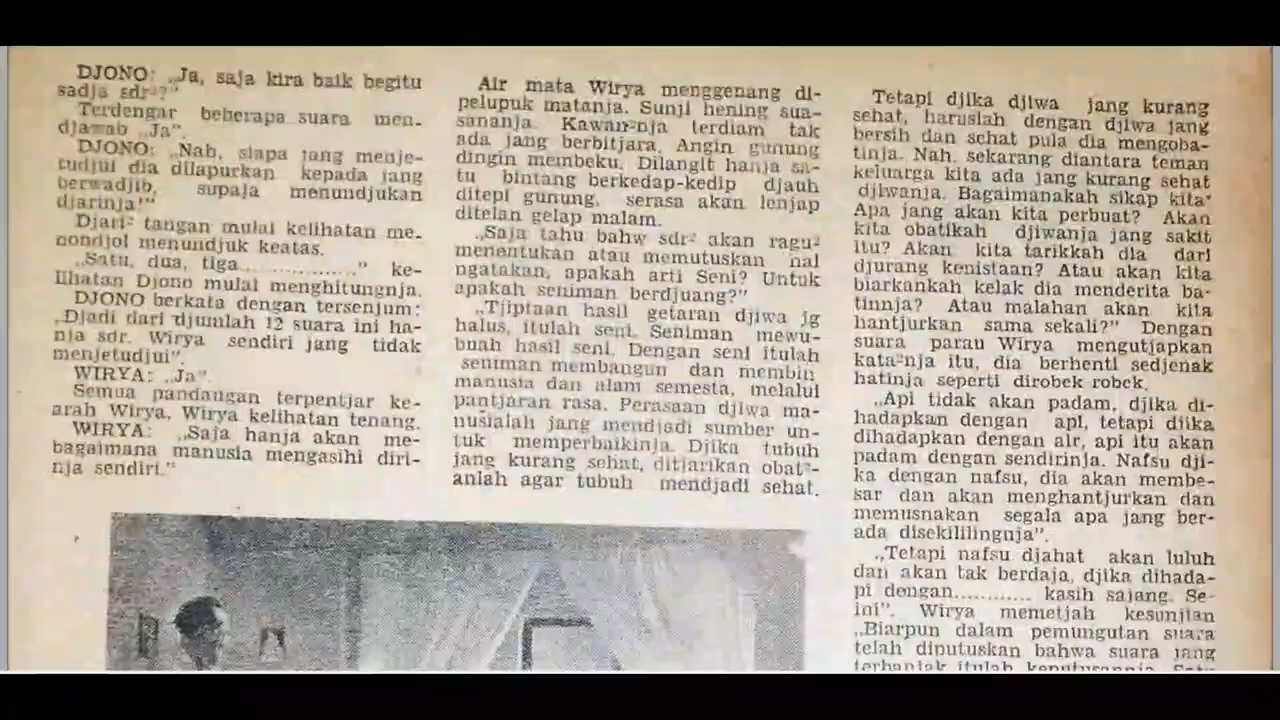 DJONO: „Ja, saja kira baik begitu
sadja sdr²?"
Terdengar beberapa suara men-
djawab „Ja".
DJONO: „Nah, siapa jang menje-
tudjui dia dilapurkan kepada jang
berwadjib, supaja menundjukan
djarinja!"
Djari² tangan mulai kelihatan me-
nondjol menundjuk keatas.
„Satu, dua, tiga.................." ke-
lihatan Djono mulai menghitungnja.
DJONO berkata dengan tersenjum:
„Djadi dari djumlah 12 suara ini ha-
nja sdr. Wirya sendiri jang tidak
menjetudjui".
WIRYA: „Ja".
Semua pandangan terpentjar ke-
arah Wirya, Wirya kelihatan tenang.
WIRYA: „Saja hanja akan me-
bagaimana manusia mengasihi diri-
nja sendiri."
Air mata Wirya menggenang di-
pelupuk matanja. Sunji hening sua-
sananja. Kawan²nja terdiam tak
ada jang berbitjara. Angin gunung
dingin membeku. Dilangit hanja sa-
tu bintang berkedap-kedip djauh
ditepi gunung, serasa akan lenjap
ditelan gelap malam.
„Saja tahu bahw sdr² akan ragu²
menentukan atau memutuskan nal
ngatakan, apakah arti Seni? Untuk
apakah seniman berdjuang?"
„Tjiptaan hasil getaran djiwa jg
halus, itulah seni. Seniman mewu-
buah hasil seni. Dengan seni itulah
seniman membangun dan membin
manusia dan alam semesta, melalui
pantjaran rasa. Perasaan djiwa ma-
nusialah jang mendjadi sumber un-
tuk memperbaikinja. Djika tubuh
jang kurang sehat, ditjarikan obat²-
anlah agar tubuh mendjadi sehat.
Tetapi djika djiwa jang kurang
sehat, haruslah dengan djiwa jang
bersih dan sehat pula dia mengoba-
tinja. Nah, sekarang diantara teman
keluarga kita ada jang kurang sehat
djiwanja. Bagaimanakah sikap kita?
Apa jang akan kita perbuat? Akan
kita obatikah djiwanja jang sakit
itu? Akan kita tarikkah dia dari
djurang kenistaan? Atau akan kita
biarkankah kelak dia menderita ba-
tinnja? Atau malahan akan kita
hantjurkan sama sekali?" Dengan
suara parau Wirya mengutjapkan
kata²nja itu, dia berhenti sedjenak
hatinja seperti dirobek robek.
„Api tidak akan padam, djika di-
hadapkan dengan api, tetapi djika
dihadapkan dengan air, api itu akan
padam dengan sendirinja. Nafsu dji-
ka dengan nafsu, dia akan membe-
sar dan akan menghantjurkan dan
memusnakan segala apa jang ber-
ada disekililingnja".
„Tetapi nafsu djahat akan luluh
dan akan tak berdaja, djika dihada-
pi dengan............ kasih sajang. Se-
ini". Wirya memetjah kesunjian
„Biarpun dalam pemungutan suara
telah diputuskan bahwa suara jang
terbanjak itulah keputusannja.